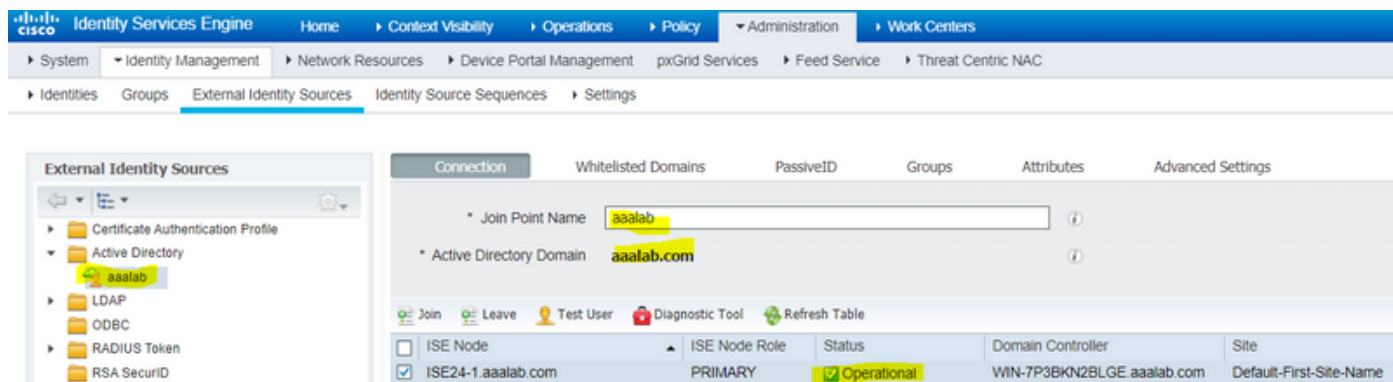 cisco Identity Services Engine Home Context Visibility Operations Policy Administration Work Centers
System Identity Management Network Resources Device Portal Management pxGrid Services Feed Service Threat Centric NAC
Identities Groups External Identity Sources Identity Source Sequences Settings
External Identity Sources
Certificate Authentication Profile
Active Directory
aaalab
LDAP
ODBC
RADIUS Token
RSA SecurID
Connection Whitelisted Domains PassiveID Groups Attributes Advanced Settings
* Join Point Name aaalab
* Active Directory Domain aaalab.com
Join Leave Test User Diagnostic Tool Refresh Table
ISE Node ISE Node Role Status Domain Controller Site
ISE24-1.aaalab.com PRIMARY Operational WIN-7P3BKN2BLGE.aaalab.com Default-First-Site-Name